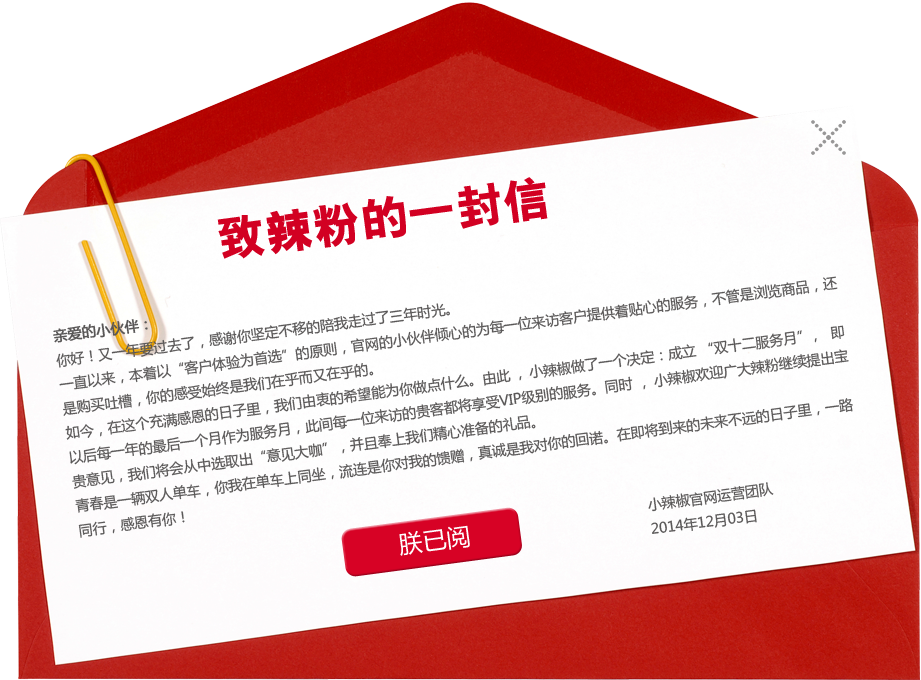 致辣粉的一封信
亲爱的小伙伴：
你好！又一年要过去了，感谢你坚定不移的陪我走过了三年时光。
一直以来，本着以“客户体验为首选”的原则，官网的小伙伴倾心的为每一位来访客户提供着贴心的服务，不管是浏览商品，还
是购买吐槽，你的感受始终是我们在乎而又在乎的。
如今，在这个充满感恩的日子里，我们由衷的希望能为你做点什么。由此，小辣椒做了一个决定：成立“双十二服务月”，即
以后每一年的最后一个月作为服务月，此间每一位来访的贵客都将享受VIP级别的服务。同时，小辣椒欢迎广大辣粉继续提出宝
贵意见，我们将会从中选取出“意见大咖”，并且奉上我们精心准备的礼品。
青春是一辆双人单车，你我在单车上同坐，流连是你对我的馈赠，真诚是我对你的回诺。在即将到来的未来不远的日子里，一路
同行，感恩有你！
小辣椒官网运营团队
2014年12月03日
朕已阅